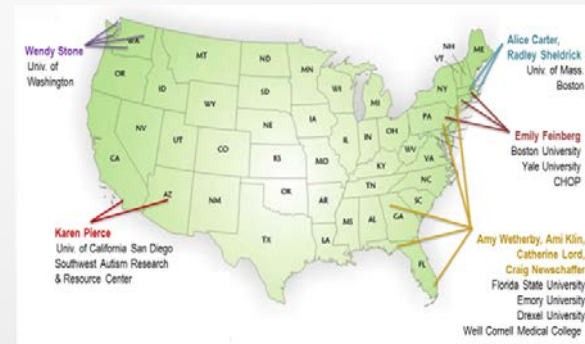 Wendy Stone
Univ. of
Washington
Karen Pierce
Univ. of California San Diego
Southwest Autism Research
& Resource Center
Alice Carter,
Radley Sheldrick
Univ. of Mass.
Boston
Emily Feinberg
Boston University
Yale University
CHOP
Amy Wetherby, Ami Klin,
Catherine Lord,
Craig Newschaffer
Florida State University
Emory University
Drexel University
Weill Cornell Medical College
WA
MT
ND
MN
OR
ID
SD
WI
MI
WY
NE
IA
NV
UT
CO
KS
MO
IL
IN
OH
PA
NY
VT
NH
ME
WV
VA
KY
NC
TN
SC
CA
AZ
NM
OK
AR
MS
AL
GA
TX
LA
FL